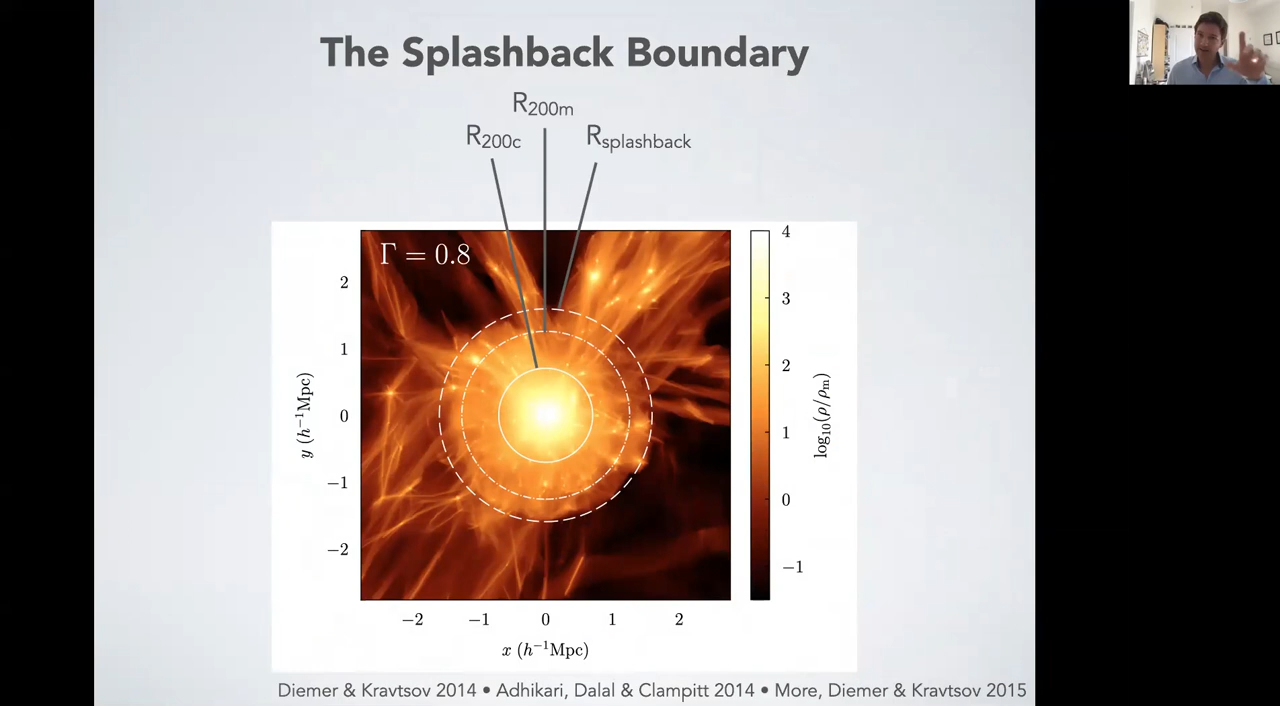 The Splashback Boundary
R200m
R200c
Rsplashback
Γ = 0.8
2
1
0
−1
−2
y (h−1Mpc)
−2 −1 0 1 2
x (h−1Mpc)
4
3
2
1
0
−1
log10(ρ/ρm)
Diemer & Kravtsov 2014 • Adhikari, Dalal & Clampitt 2014 • More, Diemer & Kravtsov 2015